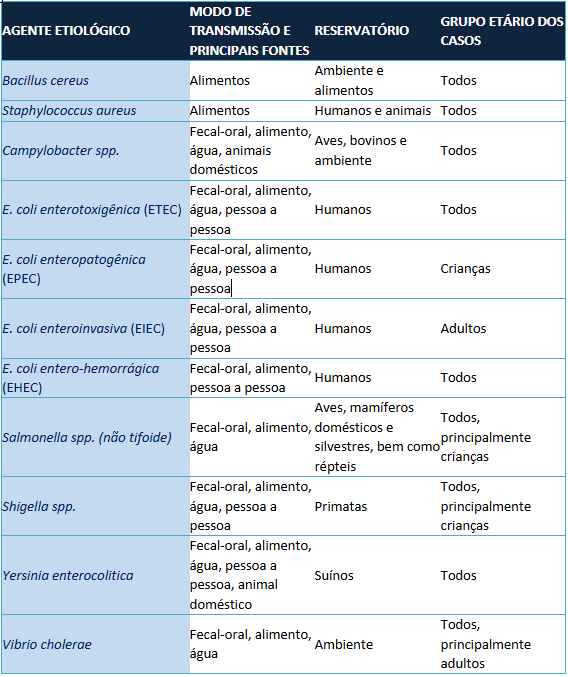 AGENTE ETIOLÓGICO
MODO DE
TRANSMISSÃO E
PRINCIPAIS FONTES
RESERVATÓRIO
GRUPO ETÁRIO DOS
CASOS
Bacillus cereus
Alimentos
Ambiente e
alimentos
Todos
Staphylococcus aureus
Alimentos
Humanos e animais
Todos
Campylobacter spp.
Fecal-oral, alimento,
água, animais
domésticos
Aves, bovinos e
ambiente
Todos
E. coli enterotoxigênica (ETEC)
Fecal-oral, alimento,
água, pessoa a
pessoa
Humanos
Todos
E. coli enteropatogênica
(EPEC)
Fecal-oral, alimento,
água, pessoa a
pessoa
Humanos
Crianças
E. coli enteroinvasiva (EIEC)
Fecal-oral, alimento,
água, pessoa a
pessoa
Humanos
Adultos
E. coli entero-hemorrágica
(EHEC)
Fecal-oral, alimento,
pessoa a pessoa
Humanos
Todos
Salmonella spp. (não tifoide)
Fecal-oral, alimento,
água
Aves, mamíferos
domésticos e
silvestres, bem como
répteis
Todos,
principalmente
crianças
Shigella spp.
Fecal-oral, alimento,
água, pessoa a
pessoa
Primatas
Todos,
principalmente
crianças
Yersinia enterocolitica
Fecal-oral, alimento,
água, pessoa a
pessoa, animal
doméstico
Suínos
Todos
Vibrio cholerae
Fecal-oral, alimento,
água
Ambiente
Todos,
principalmente
adultos